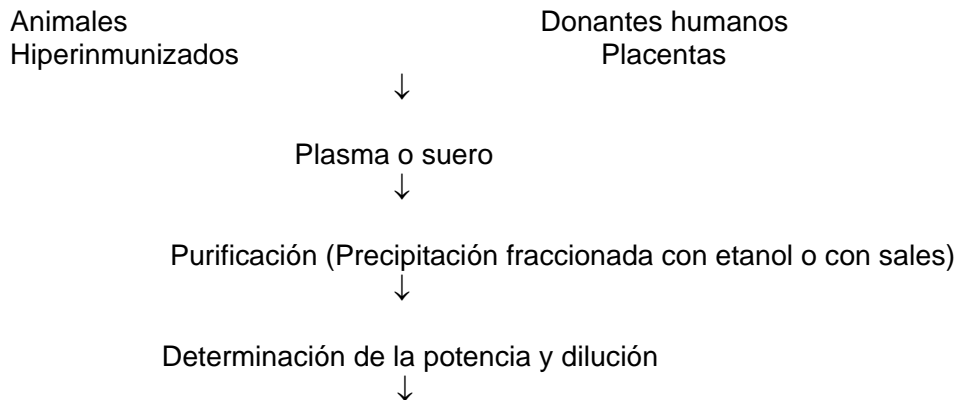 Animales Donantes humanos
Hiperinmunizados Placentas
↓
Plasma o suero
↓
Purificación (Precipitación fraccionada con etanol o con sales)
↓
Determinación de la potencia y dilución
↓